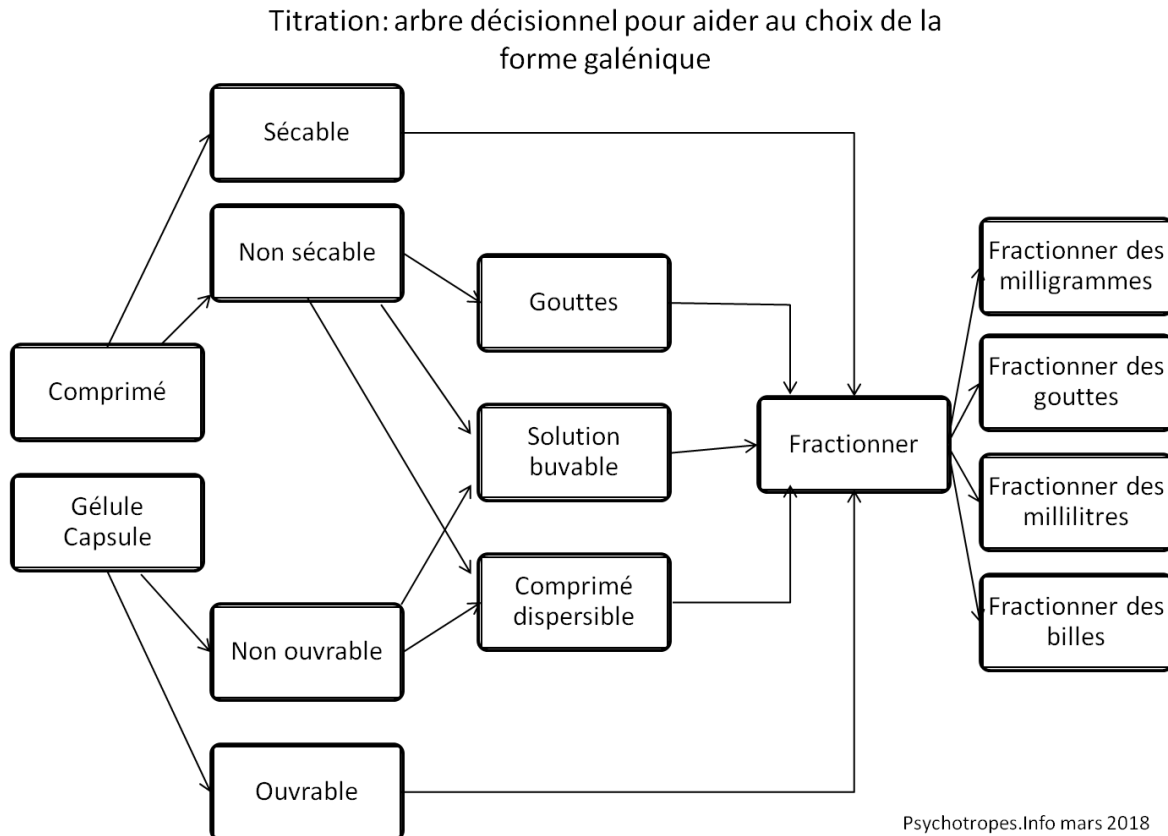 Titration: arbre décisionnel pour aider au choix de la
forme galénique
Sécable
Non sécable
Comprimé
Gélule
Capsule
Non ouvrable
Ouvrable
Gouttes
Solution
buvable
Comprimé
dispersible
Fractionner
Fractionner des
milligrammes
Fractionner des
gouttes
Fractionner des
millilitres
Fractionner des
billes
Psychotropes.Info mars 2018